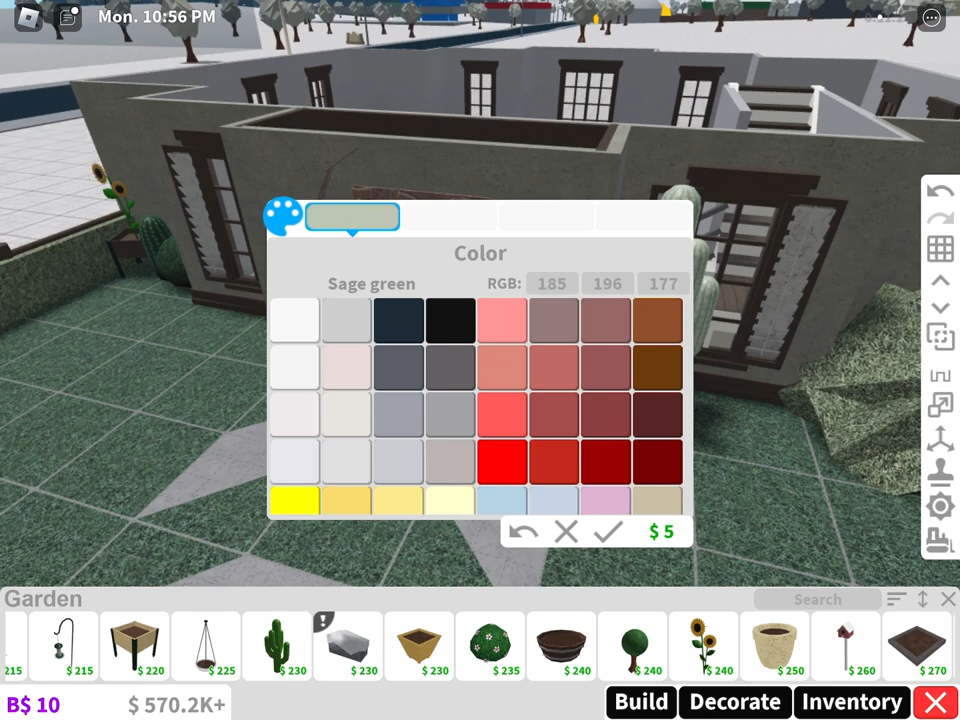 Mon. 10:56 PM
Color
Sage green RGB: 185 196 177
$ 5
Garden
Search
215 $ 215 $ 220 $ 225 $ 230 $ 230 $ 230 $ 235 $ 240 $ 240 $ 240 $ 250 $ 260 $ 270
B$ 10 $ 570.2K+ Build Decorate Inventory